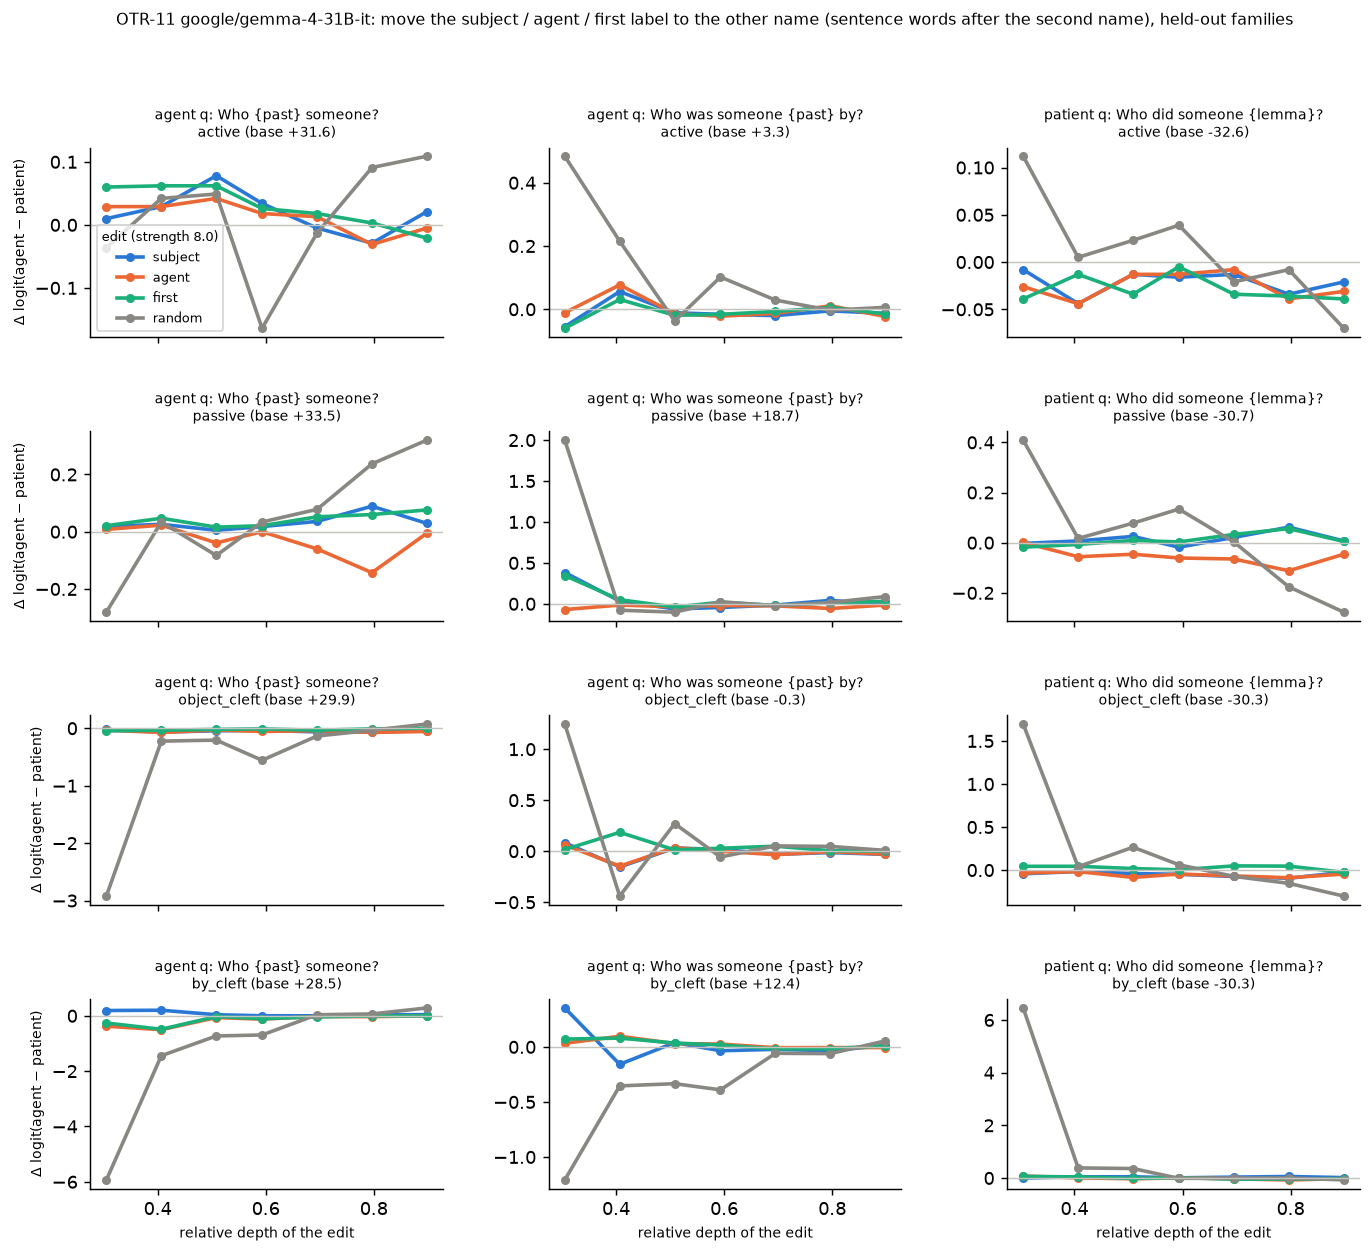 OTR-11 google/gemma-4-31B-it: move the subject / agent / first label to the other name (sentence words after the second name), held-out families
agent q: Who {past} someone?
active (base +31.6)
agent q: Who was someone {past} by?
active (base +3.3)
patient q: Who did someone {lemma}?
active (base -32.6)
Δ logit(agent − patient)
0.1
0.0
−0.1
edit (strength 8.0)
subject
agent
first
random
0.4
0.2
0.0
0.10
0.05
0.00
−0.05
agent q: Who {past} someone?
passive (base +33.5)
agent q: Who was someone {past} by?
passive (base +18.7)
patient q: Who did someone {lemma}?
passive (base -30.7)
Δ logit(agent − patient)
0.2
0.0
−0.2
2.0
1.5
1.0
0.5
0.0
0.4
0.2
0.0
−0.2
agent q: Who {past} someone?
object_cleft (base +29.9)
agent q: Who was someone {past} by?
object_cleft (base -0.3)
patient q: Who did someone {lemma}?
object_cleft (base -30.3)
Δ logit(agent − patient)
0
−1
−2
−3
1.0
0.5
0.0
−0.5
1.5
1.0
0.5
0.0
agent q: Who {past} someone?
by_cleft (base +28.5)
agent q: Who was someone {past} by?
by_cleft (base +12.4)
patient q: Who did someone {lemma}?
by_cleft (base -30.3)
Δ logit(agent − patient)
0
−2
−4
−6
0.0
−0.5
−1.0
6
4
2
0
0.4 0.6 0.8
0.4 0.6 0.8
0.4 0.6 0.8
relative depth of the edit
relative depth of the edit
relative depth of the edit